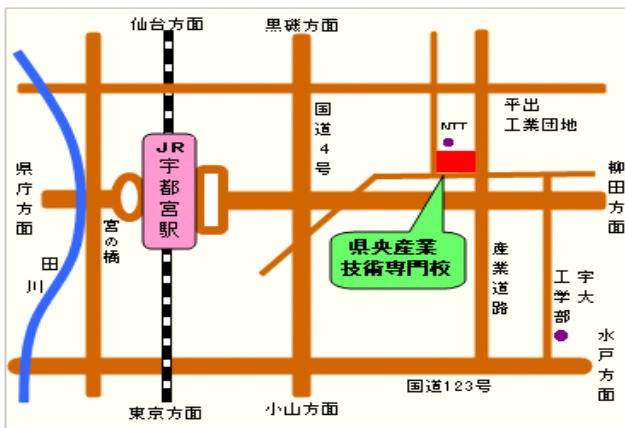 仙台方面
黒磯方面
国道4号
NTT
平出
工業団地
JR
宇都宮駅
県庁方面
宮の橋
田川
柳田方面
県央産業
技術専門校
産業道路
宇大
工学部
水戸方面
国道123号
東京方面
小山方面